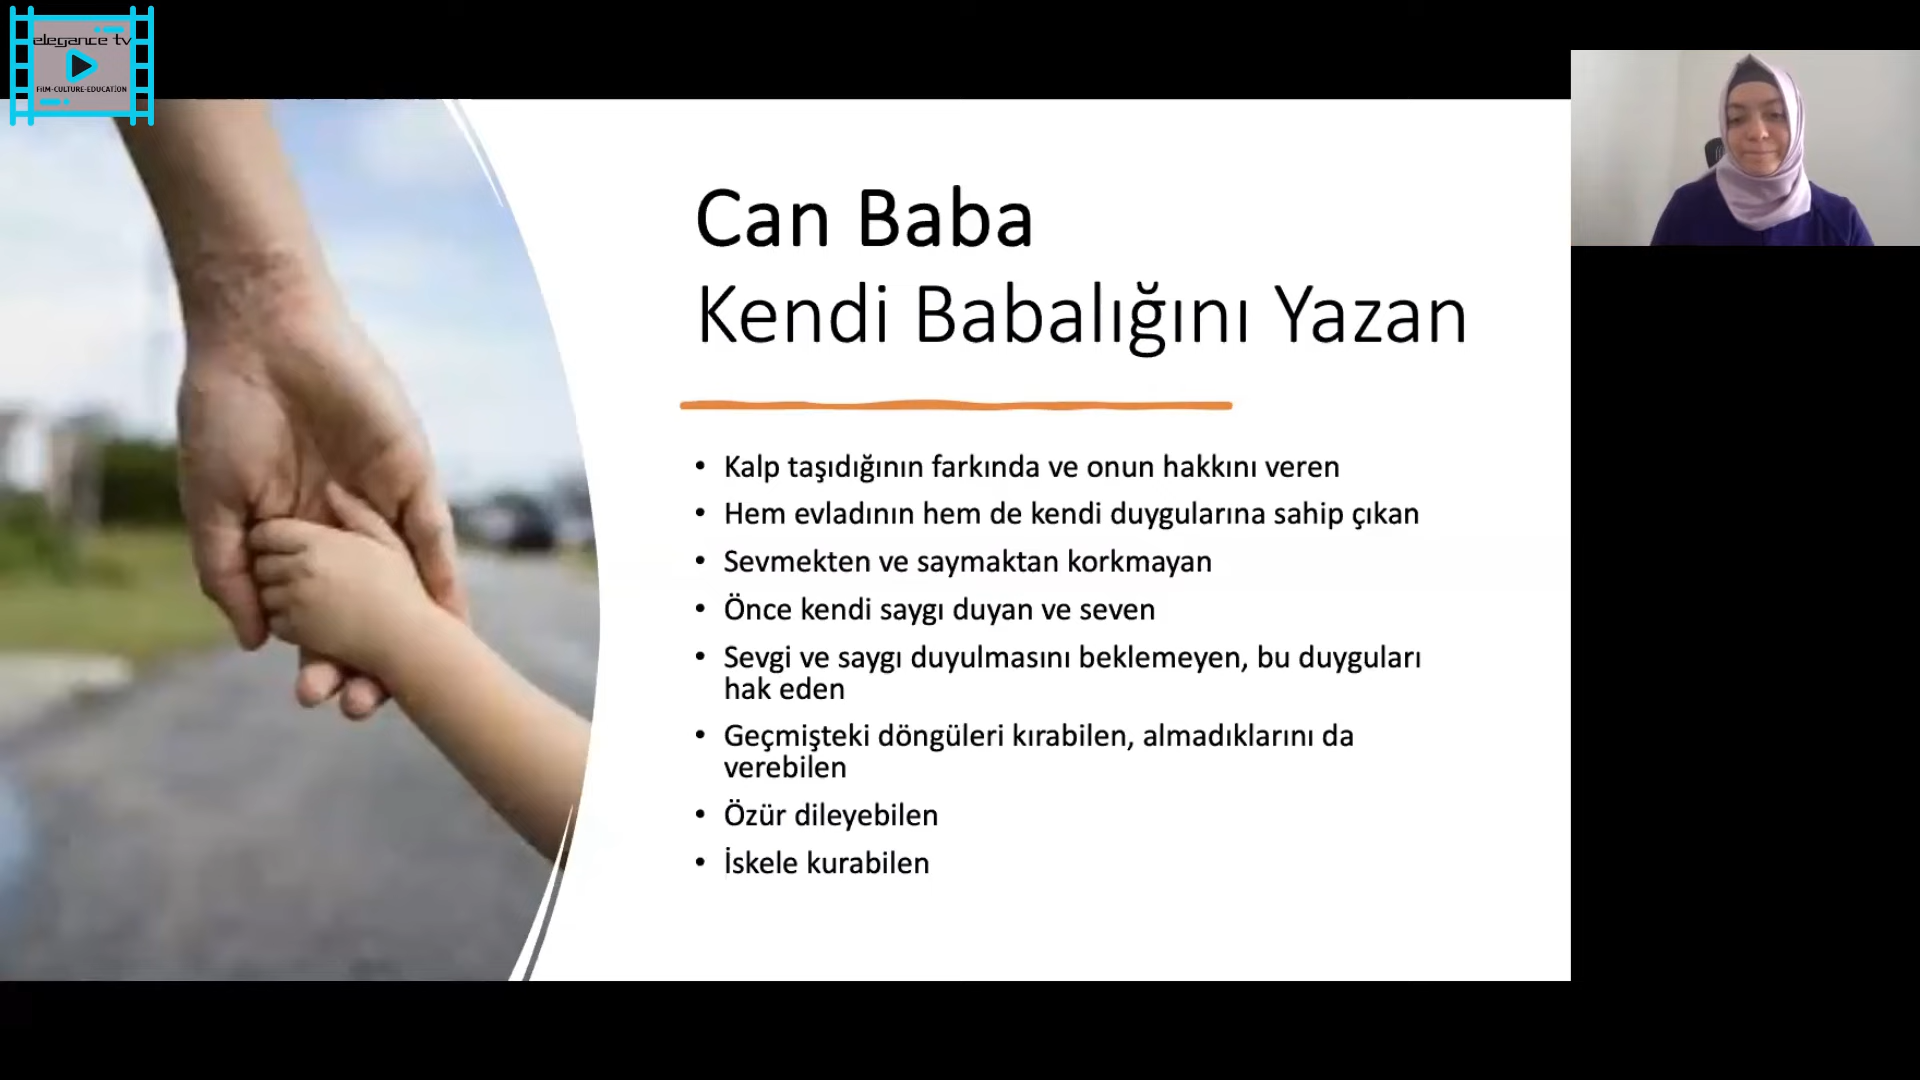 elegance tv
FILM-CULTURE-EDUCATION
Can Baba
Kendi Babalığını Yazan
• Kalp taşıdığının farkında ve onun hakkını veren
• Hem evladının hem de kendi duygularına sahip çıkan
• Sevmekten ve saymaktan korkmayan
• Önce kendi saygı duyan ve seven
• Sevgi ve saygı duyulmasını beklemeyen, bu duyguları
hak eden
• Geçmişteki döngüleri kırabilen, almadıklarını da
verebilen
• Özür dileyebilen
• İskele kurabilen